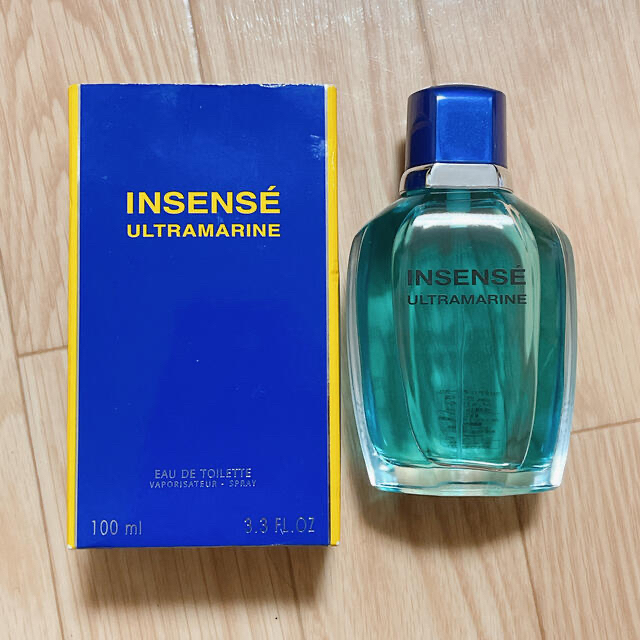 INSENSÉ
ULTRAMARINE
EAU DE TOILETTE
VAPORISATEUR - SPRAY
100 ml 3.3 FL.OZ
INSENSÉ
ULTRAMARINE